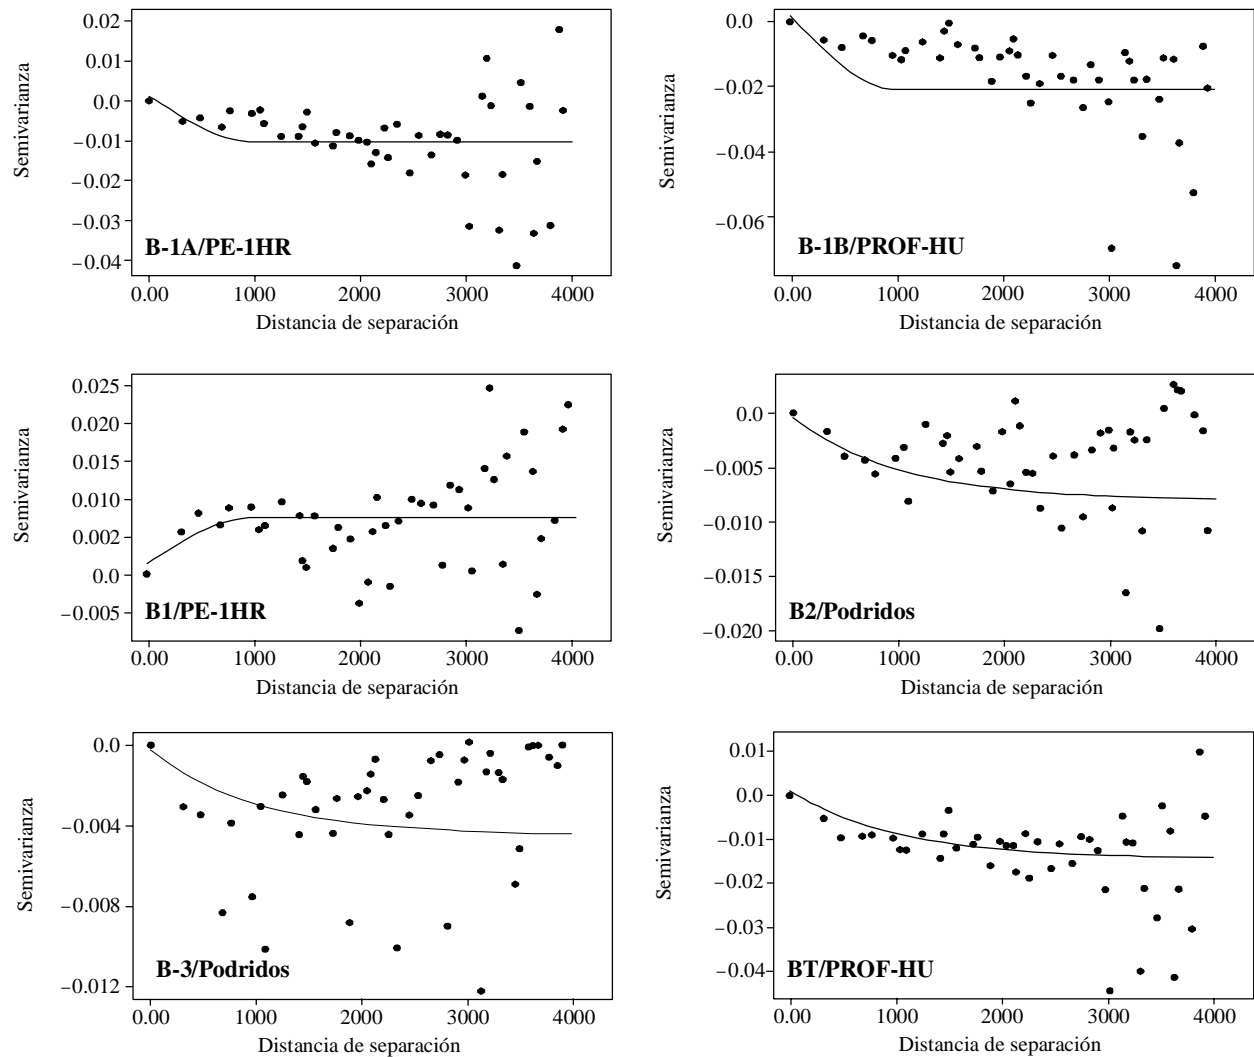 0.02
0.01
0.0
−0.01
−0.02
−0.03
−0.04
Semivarianza
B-1A/PE-1HR
0.00 1000 2000 3000 4000
Distancia de separación
0.0
−0.02
−0.04
−0.06
Semivarianza
B-1B/PROF-HU
0.00 1000 2000 3000 4000
Distancia de separación
0.025
0.015
0.010
0.002
0.0
−0.005
Semivarianza
B1/PE-1HR
0.00 1000 2000 3000 4000
Distancia de separación
0.0
−0.005
−0.010
−0.015
−0.020
Semivarianza
B2/Podridos
0.00 1000 2000 3000 4000
Distancia de separación
0.0
−0.004
−0.008
−0.012
Semivarianza
B-3/Podridos
0.00 1000 2000 3000 4000
Distancia de separación
0.01
0.0
−0.01
−0.02
−0.03
−0.04
Semivarianza
BT/PROF-HU
0.00 1000 2000 3000 4000
Distancia de separación